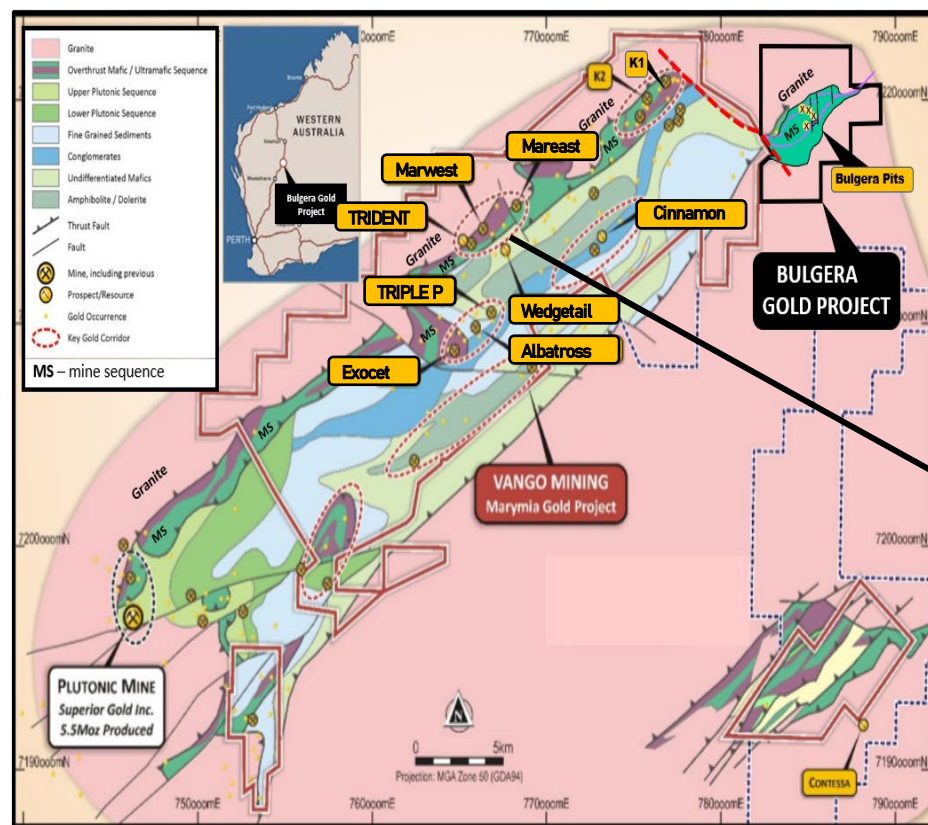 760000mE
770000mE
780000mE
790000mE
Granite
Overthrust Mafic / Ultramafic Sequence
Upper Plutonic Sequence
Lower Plutonic Sequence
Fine Grained Sediments
Conglomerates
Undifferentiated Mafics
Amphibolite / Dolerite
Thrust Fault
Fault
Mine, including previous
Prospect/Resource
Gold Occurrence
Key Gold Corridor
MS – mine sequence
WESTERN
AUSTRALIA
Bulgera Gold
Project
PERTH
K2
K1
Granite
MS
Granite
MS
7220000mN
Bulgera Pits
Mareast
Marwest
TRIDENT
Granite
MS
MS
Cinnamon
BULGERA
GOLD PROJECT
TRIPLE P
MS
Wedgetail
Albatross
Exocet
MS
VANGO MINING
Marymia Gold Project
Granite
MS
7200000mN
7200000mN
PLUTONIC MINE
Superior Gold Inc.
5.5Moz Produced
N
0 5km
Projection: MGA Zone 60 (GDA94)
7190000mN
7190000mN
CONTESSA
750000mE
760000mE
770000mE
780000mE
790000mE